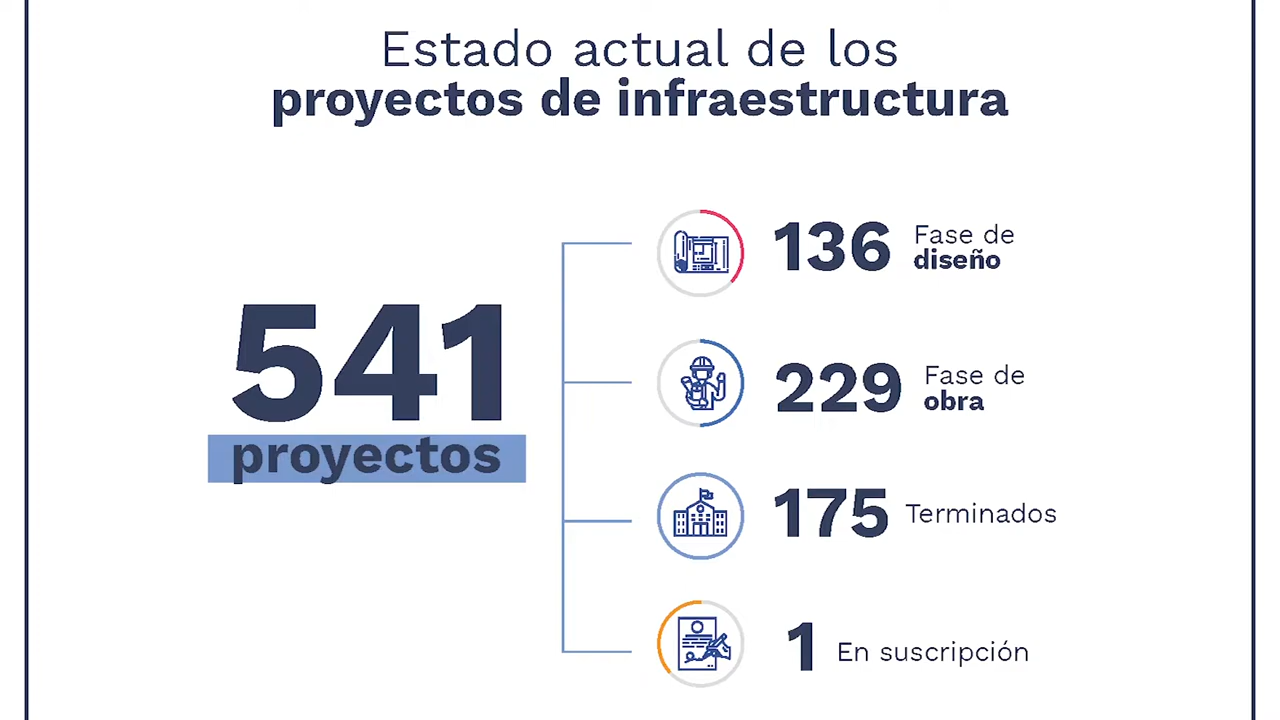 Estado actual de los
proyectos de infraestructura
541
proyectos
136 Fase de
diseño
229 Fase de
obra
175 Terminados
1 En suscripción